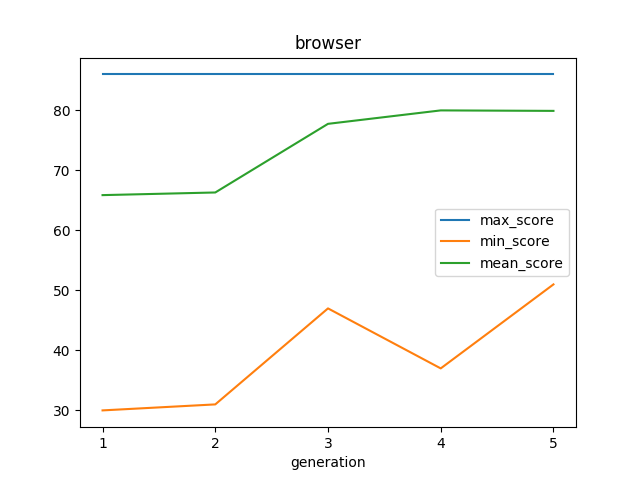 browser
80
70
60
50
40
30
max_score
min_score
mean_score
1 2 3 4 5
generation